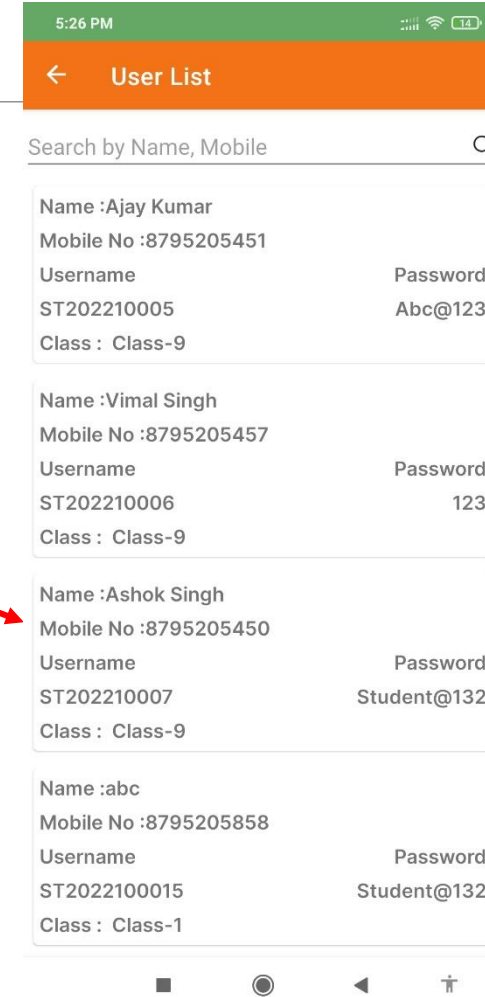 5:26 PM 14
User List
Search by Name, Mobile
Name :Ajay Kumar
Mobile No :8795205451
Username Password
ST202210005 Abc@123
Class : Class-9
Name :Vimal Singh
Mobile No :8795205457
Username Password
ST202210006 123
Class : Class-9
Name :Ashok Singh
Mobile No :8795205450
Username Password
ST202210007 Student@132
Class : Class-9
Name :abc
Mobile No :8795205858
Username Password
ST2022100015 Student@132
Class : Class-1